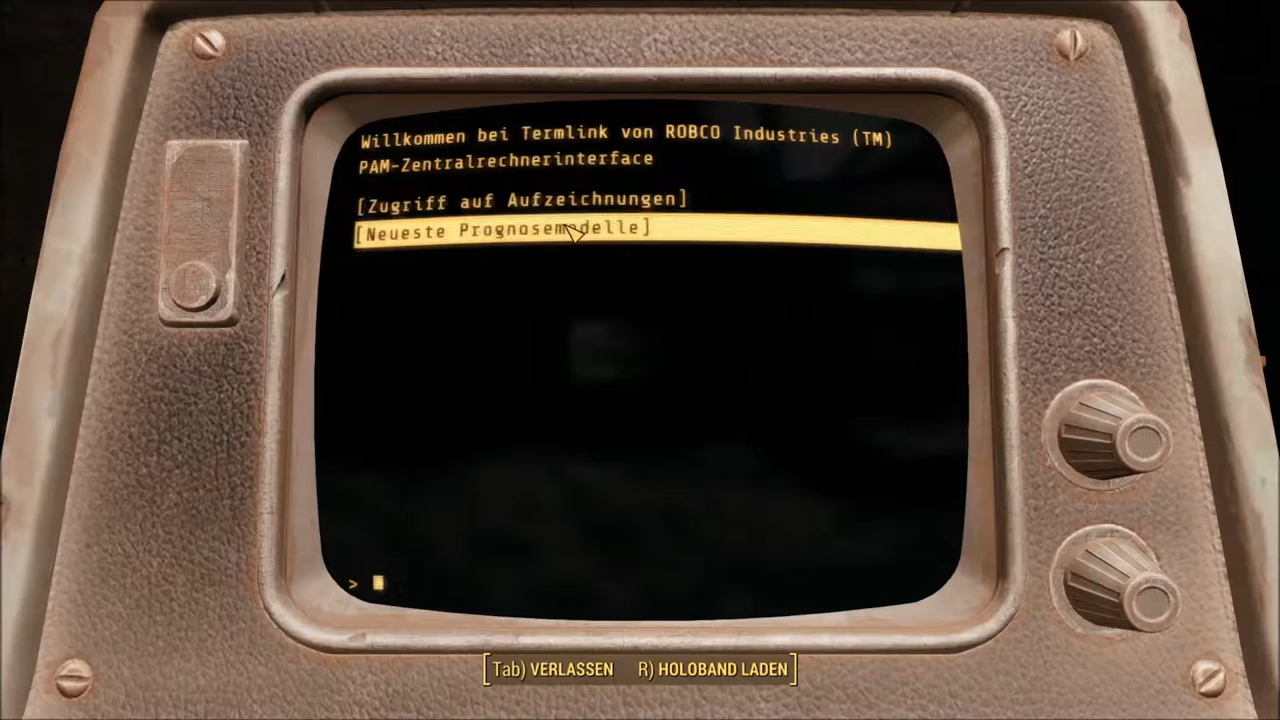 Willkommen bei Termlink von ROBCO Industries (TM)
PAM-Zentralrechnerinterface
[Zugriff auf Aufzeichnungen]
[Neueste Prognosemodelle]
>
Tab) VERLASSEN R) HOLOBAND LADEN